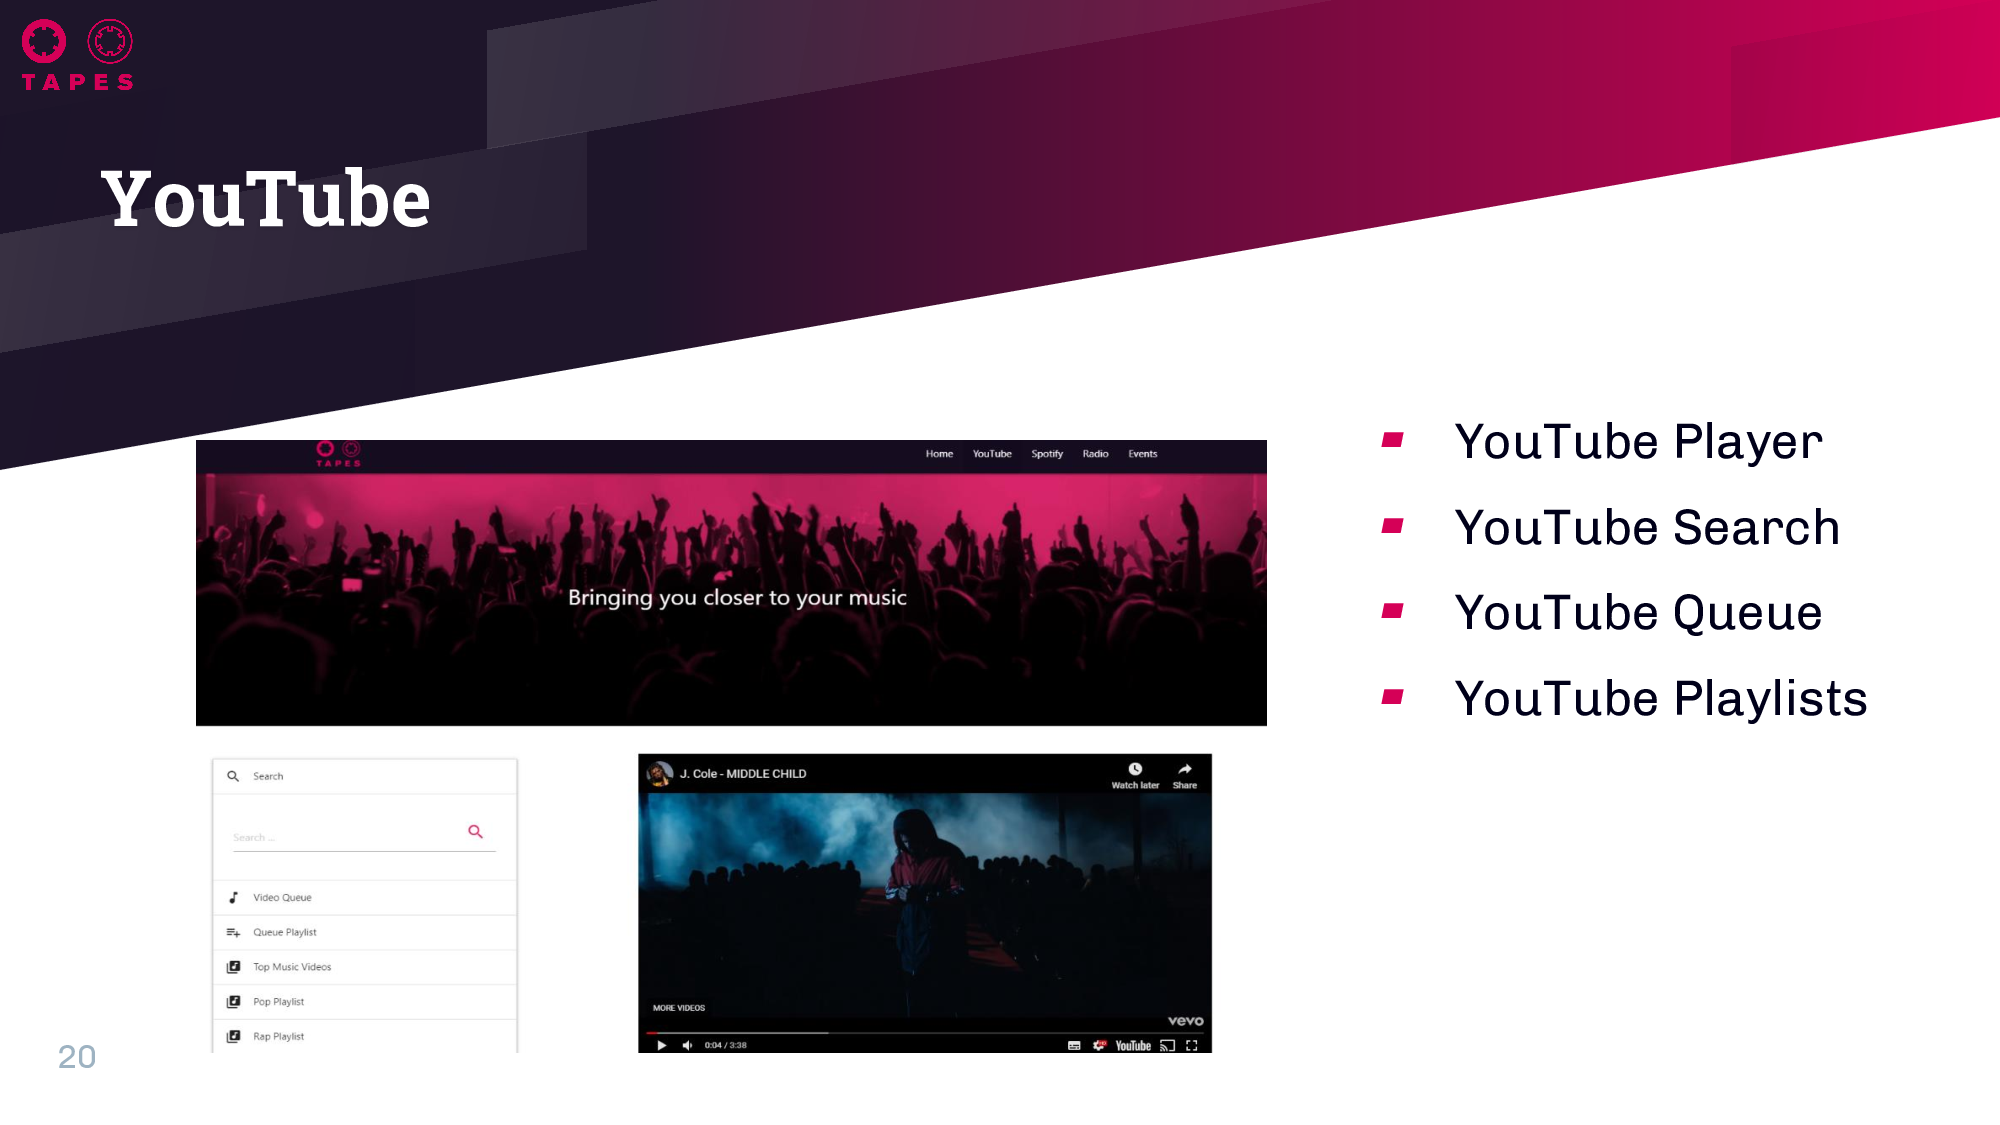 TAPES
YouTube
TAPES
Home YouTube Spotify Radio Events
Bringing you closer to your music
Search
Search ...
Video Queue
Queue Playlist
Top Music Videos
Pop Playlist
Rap Playlist
J. Cole - MIDDLE CHILD
Watch later Share
MORE VIDEOS
vevo
0:04 / 3:38
HD
YouTube
YouTube Player
YouTube Search
YouTube Queue
YouTube Playlists
20